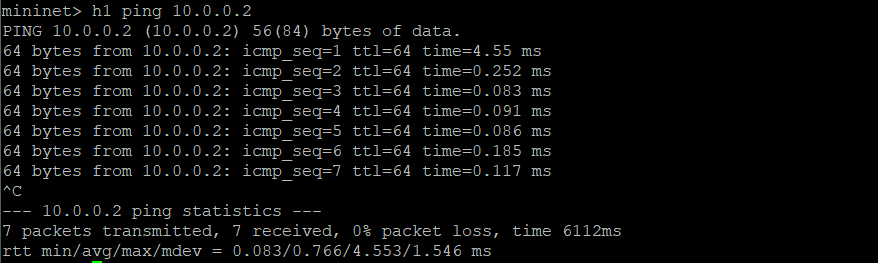 mininet> h1 ping 10.0.0.2
PING 10.0.0.2 (10.0.0.2) 56(84) bytes of data.
64 bytes from 10.0.0.2: icmp_seq=1 ttl=64 time=4.55 ms
64 bytes from 10.0.0.2: icmp_seq=2 ttl=64 time=0.252 ms
64 bytes from 10.0.0.2: icmp_seq=3 ttl=64 time=0.083 ms
64 bytes from 10.0.0.2: icmp_seq=4 ttl=64 time=0.091 ms
64 bytes from 10.0.0.2: icmp_seq=5 ttl=64 time=0.086 ms
64 bytes from 10.0.0.2: icmp_seq=6 ttl=64 time=0.185 ms
64 bytes from 10.0.0.2: icmp_seq=7 ttl=64 time=0.117 ms
^C
--- 10.0.0.2 ping statistics ---
7 packets transmitted, 7 received, 0% packet loss, time 6112ms
rtt min/avg/max/mdev = 0.083/0.766/4.553/1.546 ms